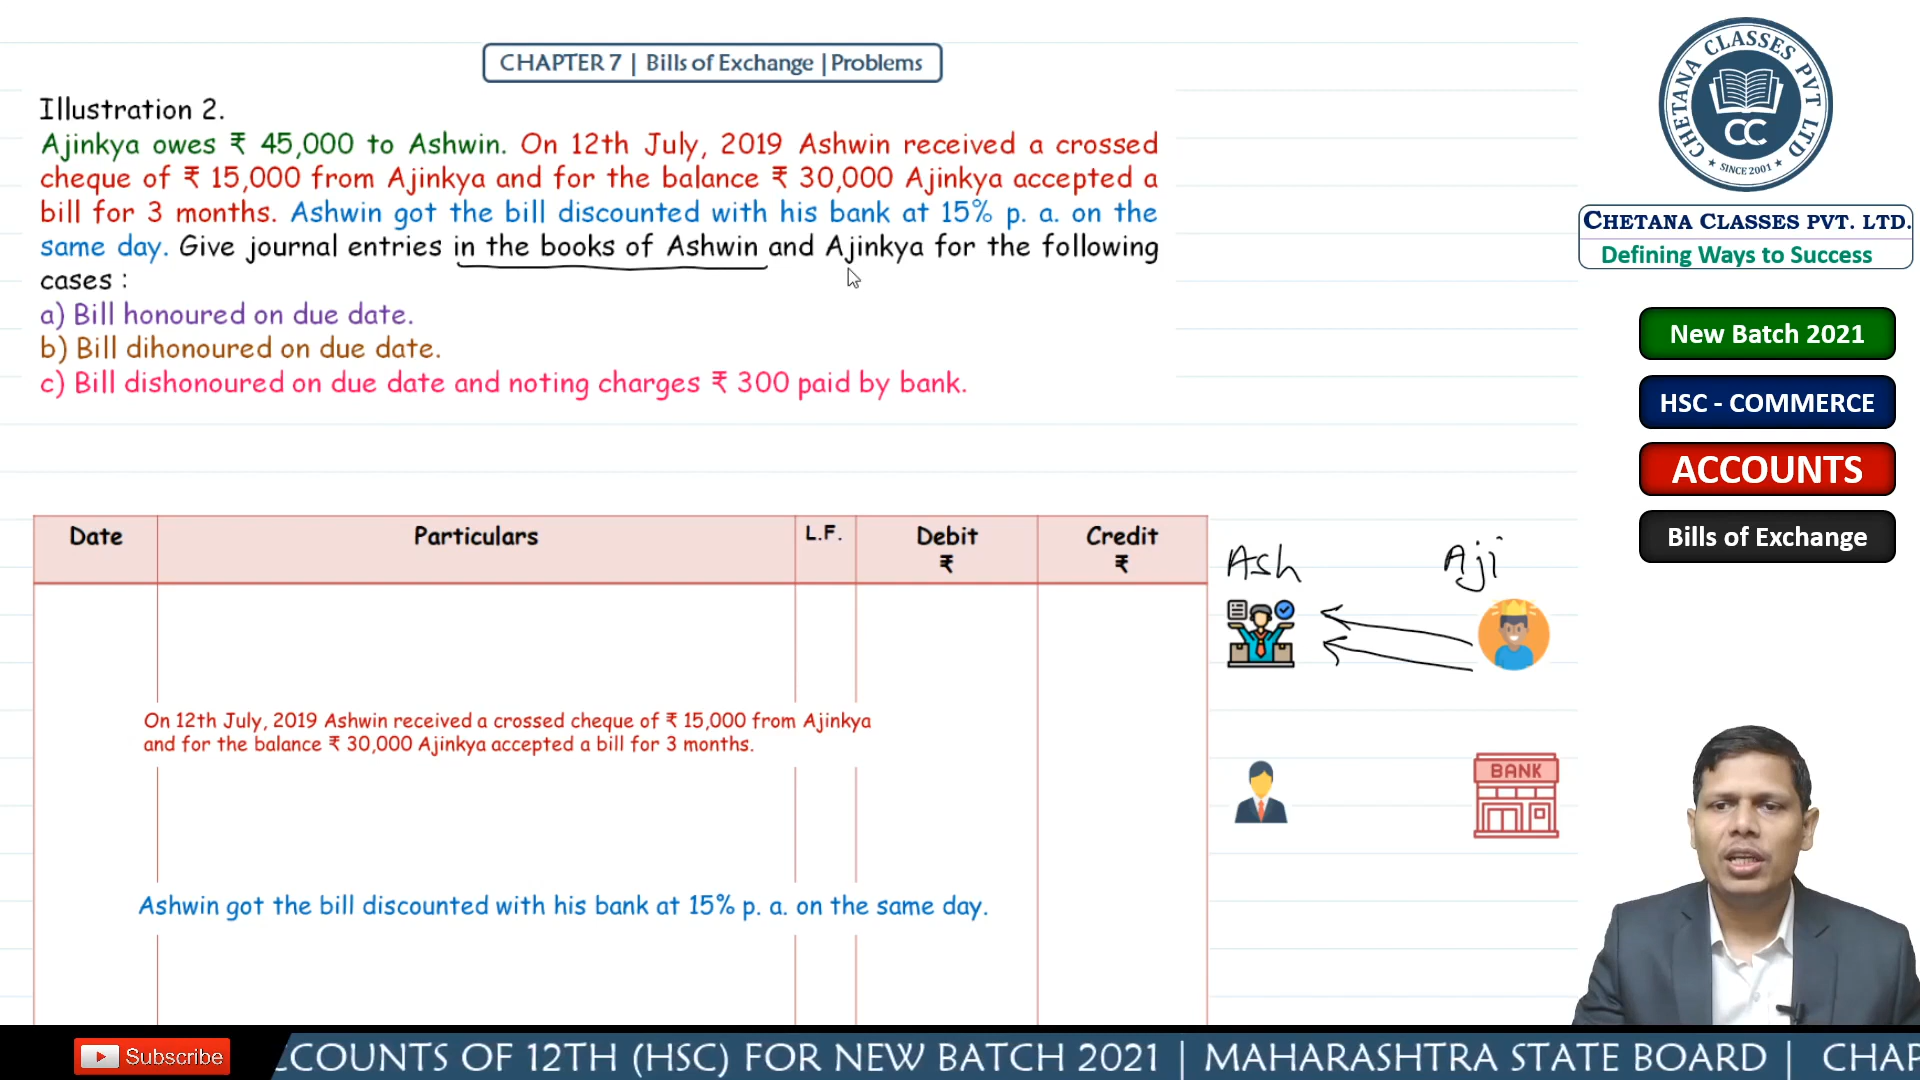 CHAPTER 7 | Bills of Exchange | Problems
Illustration 2.
Ajinkya owes ₹ 45,000 to Ashwin. On 12th July, 2019 Ashwin received a crossed
cheque of ₹ 15,000 from Ajinkya and for the balance ₹ 30,000 Ajinkya accepted a
bill for 3 months. Ashwin got the bill discounted with his bank at 15% p. a. on the
same day. Give journal entries in the books of Ashwin and Ajinkya for the following
cases :
a) Bill honoured on due date.
b) Bill dihonoured on due date.
c) Bill dishonoured on due date and noting charges ₹ 300 paid by bank.
Date Particulars L.F. Debit ₹ Credit ₹
On 12th July, 2019 Ashwin received a crossed cheque of ₹ 15,000 from Ajinkya
and for the balance ₹ 30,000 Ajinkya accepted a bill for 3 months.
Ashwin got the bill discounted with his bank at 15% p. a. on the same day.
Ash Aji
BANK
CHETANA CLASSES PVT LTD
CC
SINCE 2001
CHETANA CLASSES PVT. LTD.
Defining Ways to Success
New Batch 2021
HSC - COMMERCE
ACCOUNTS
Bills of Exchange
Subscribe
CCOUNTS OF 12TH (HSC) FOR NEW BATCH 2021 | MAHARASHTRA STATE BOARD | CHAP